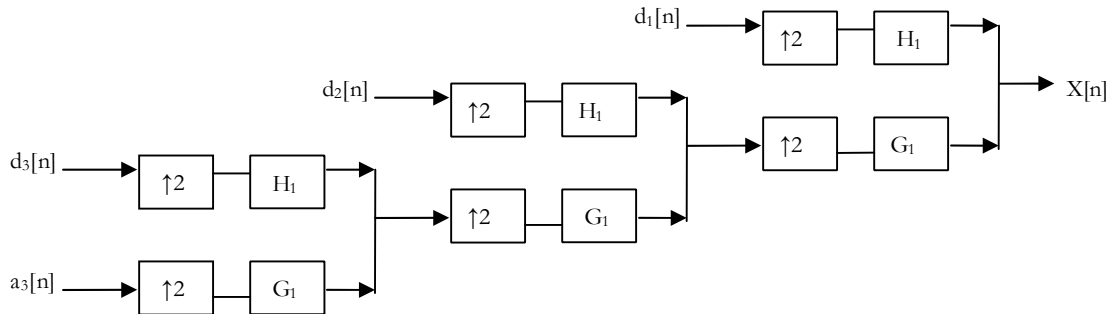 d₁[n]
↑2
H₁
d₂[n]
↑2
H₁
X[n]
↑2
G₁
d₃[n]
↑2
H₁
↑2
G₁
a₃[n]
↑2
G₁